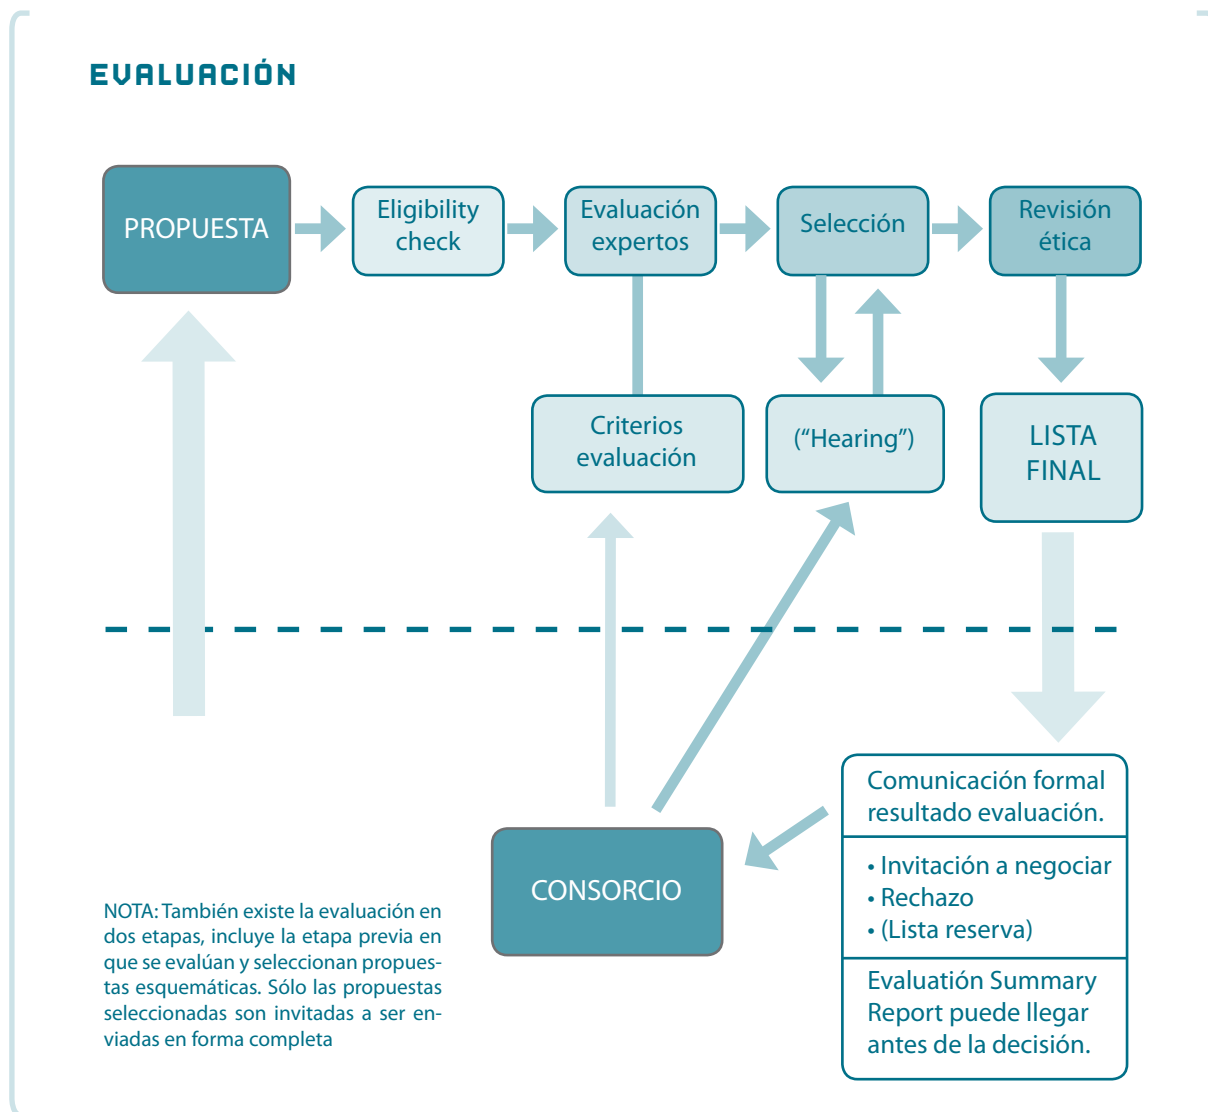 EVALUACIÓN
PROPUESTA
Eligibility
check
Evaluación
expertos
Selección
Revisión
ética
Criterios
evaluación
(“Hearing”)
LISTA
FINAL
Comunicación formal
resultado evaluación.
• Invitación a negociar
• Rechazo
• (Lista reserva)
Evaluatión Summary
Report puede llegar
antes de la decisión.
CONSORCIO
NOTA: También existe la evaluación en
dos etapas, incluye la etapa previa en
que se evalúan y seleccionan propues-
tas esquemáticas. Sólo las propuestas
seleccionadas son invitadas a ser en-
viadas en forma completa